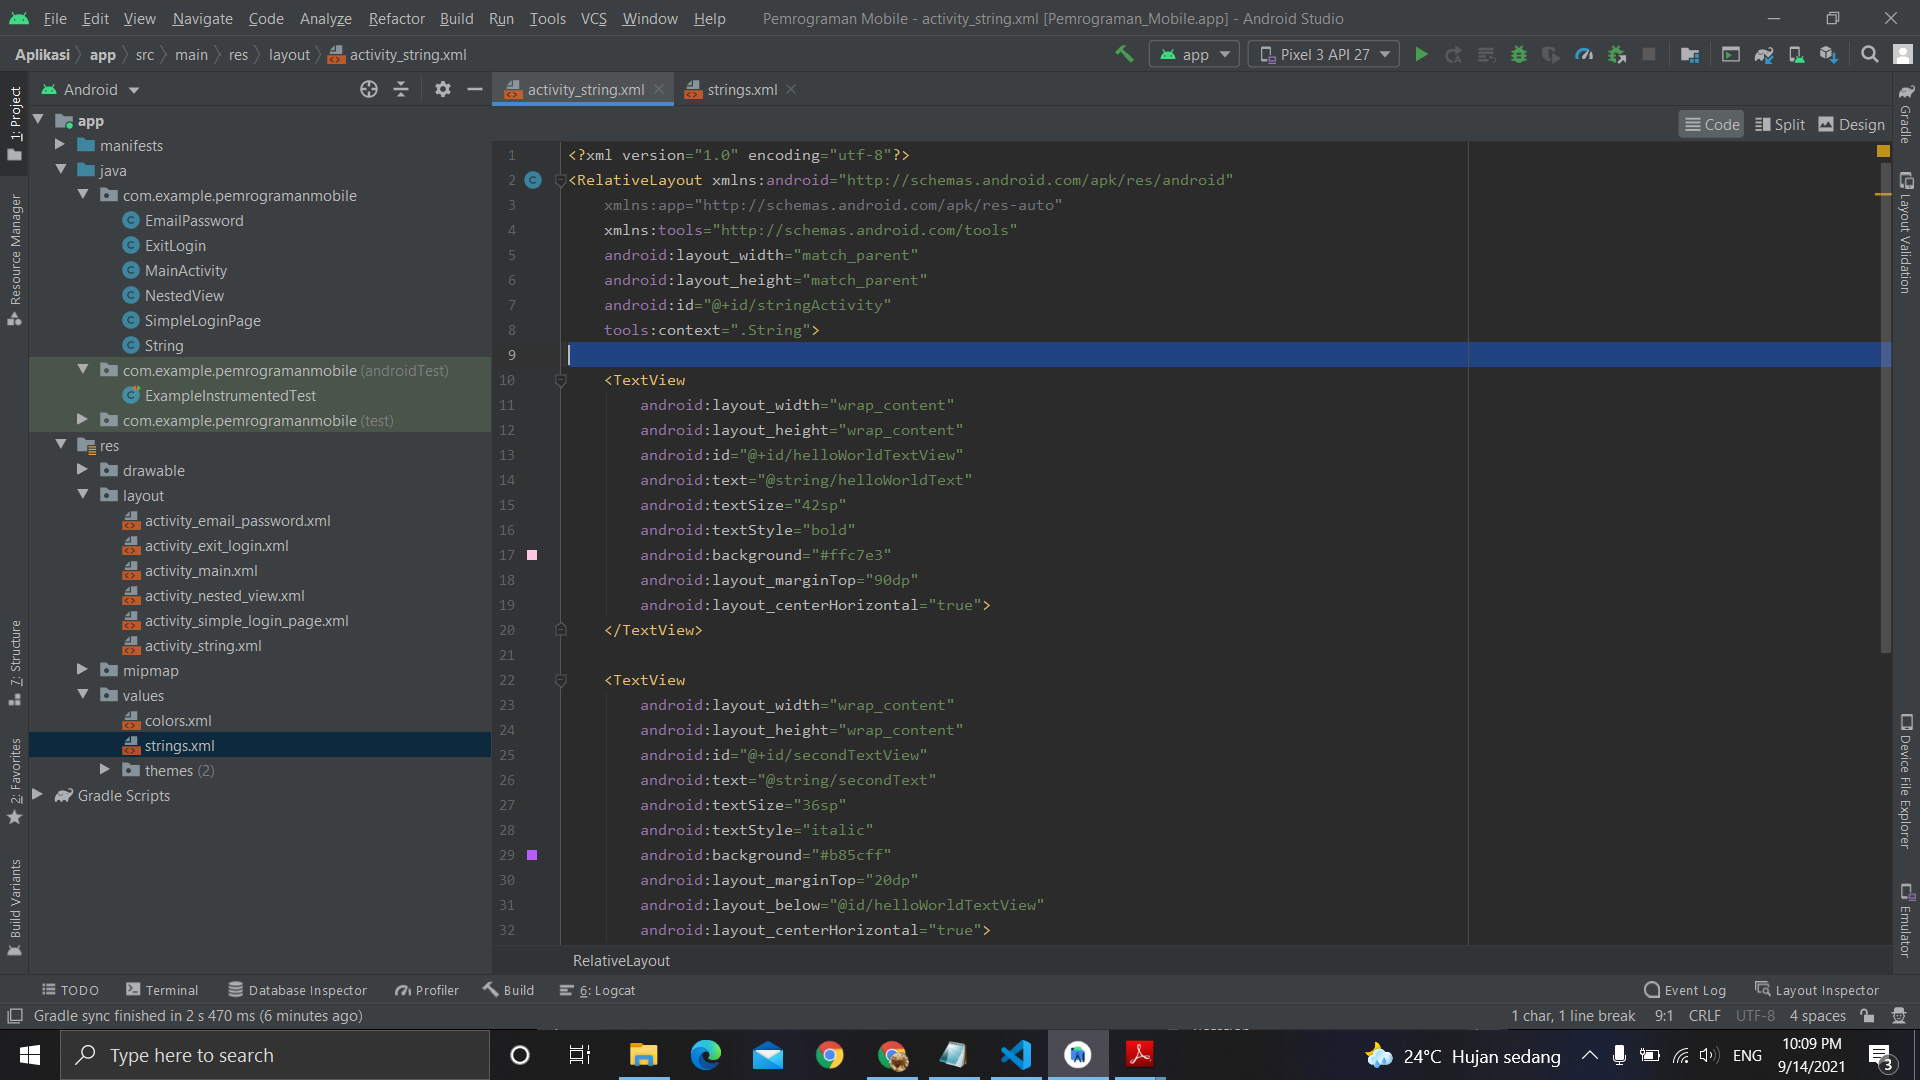 File Edit View Navigate Code Analyze Refactor Build Run Tools VCS Window Help Pemrograman Mobile - activity_string.xml [Pemrograman_Mobile.app] - Android Studio
Aplikasi app src main res layout activity_string.xml app Pixel 3 API 27
Android activity_string.xml strings.xml
Code Split Design
1: Project
Resource Manager
7: Structure
2: Favorites
Build Variants
app
manifests
java
com.example.pemrogramanmobile
EmailPassword
ExitLogin
MainActivity
NestedView
SimpleLoginPage
String
com.example.pemrogramanmobile (androidTest)
ExampleInstrumentedTest
com.example.pemrogramanmobile (test)
res
drawable
layout
activity_email_password.xml
activity_exit_login.xml
activity_main.xml
activity_nested_view.xml
activity_simple_login_page.xml
activity_string.xml
mipmap
values
colors.xml
strings.xml
themes (2)
Gradle Scripts
1 <?xml version="1.0" encoding="utf-8"?>
2 <RelativeLayout xmlns:android="http://schemas.android.com/apk/res/android"
3 xmlns:app="http://schemas.android.com/apk/res-auto"
4 xmlns:tools="http://schemas.android.com/tools"
5 android:layout_width="match_parent"
6 android:layout_height="match_parent"
7 android:id="@+id/stringActivity"
8 tools:context=".String">
9
10 <TextView
11 android:layout_width="wrap_content"
12 android:layout_height="wrap_content"
13 android:id="@+id/helloWorldTextView"
14 android:text="@string/helloWorldText"
15 android:textSize="42sp"
16 android:textStyle="bold"
17 android:background="#ffc7e3"
18 android:layout_marginTop="90dp"
19 android:layout_centerHorizontal="true">
20 </TextView>
21
22 <TextView
23 android:layout_width="wrap_content"
24 android:layout_height="wrap_content"
25 android:id="@+id/secondTextView"
26 android:text="@string/secondText"
27 android:textSize="36sp"
28 android:textStyle="italic"
29 android:background="#b85cff"
30 android:layout_marginTop="20dp"
31 android:layout_below="@id/helloWorldTextView"
32 android:layout_centerHorizontal="true">
RelativeLayout
Gradle
Layout Validation
Device File Explorer
Emulator
TODO Terminal Database Inspector Profiler Build 6: Logcat Event Log Layout Inspector
Gradle sync finished in 2 s 470 ms (6 minutes ago) 1 char, 1 line break 9:1 CRLF UTF-8 4 spaces
Type here to search 24°C Hujan sedang ENG 10:09 PM
9/14/2021 3